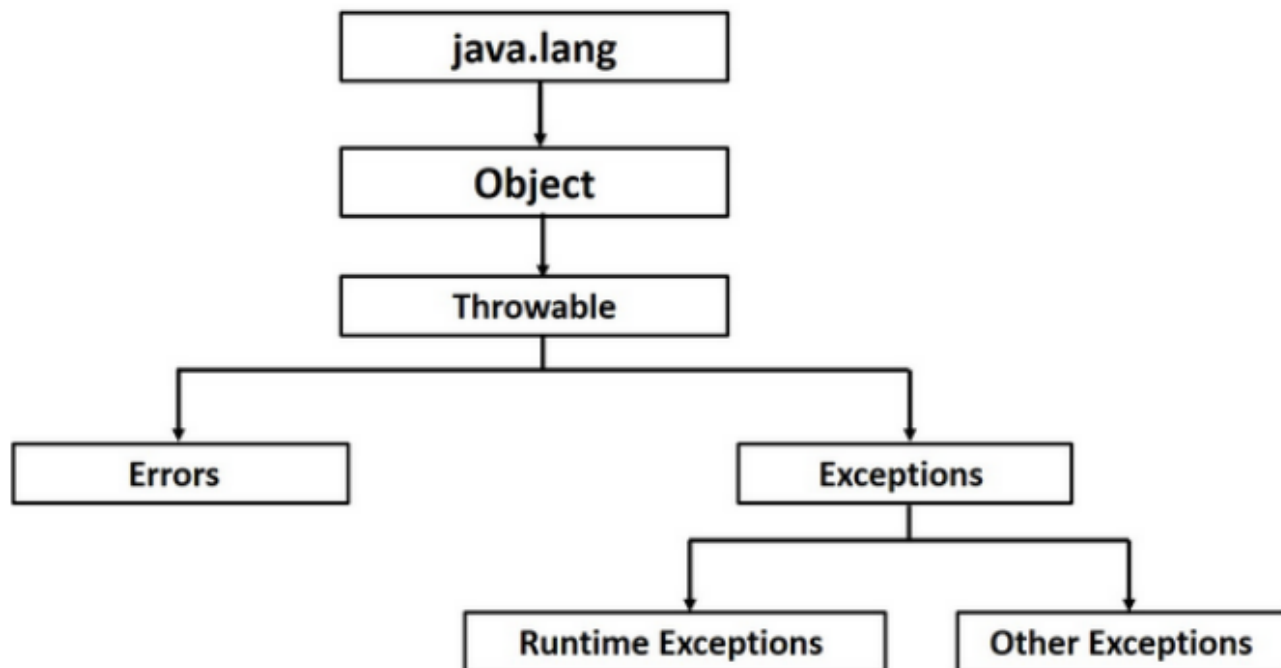 java.lang
Object
Throwable
Errors
Exceptions
Runtime Exceptions
Other Exceptions